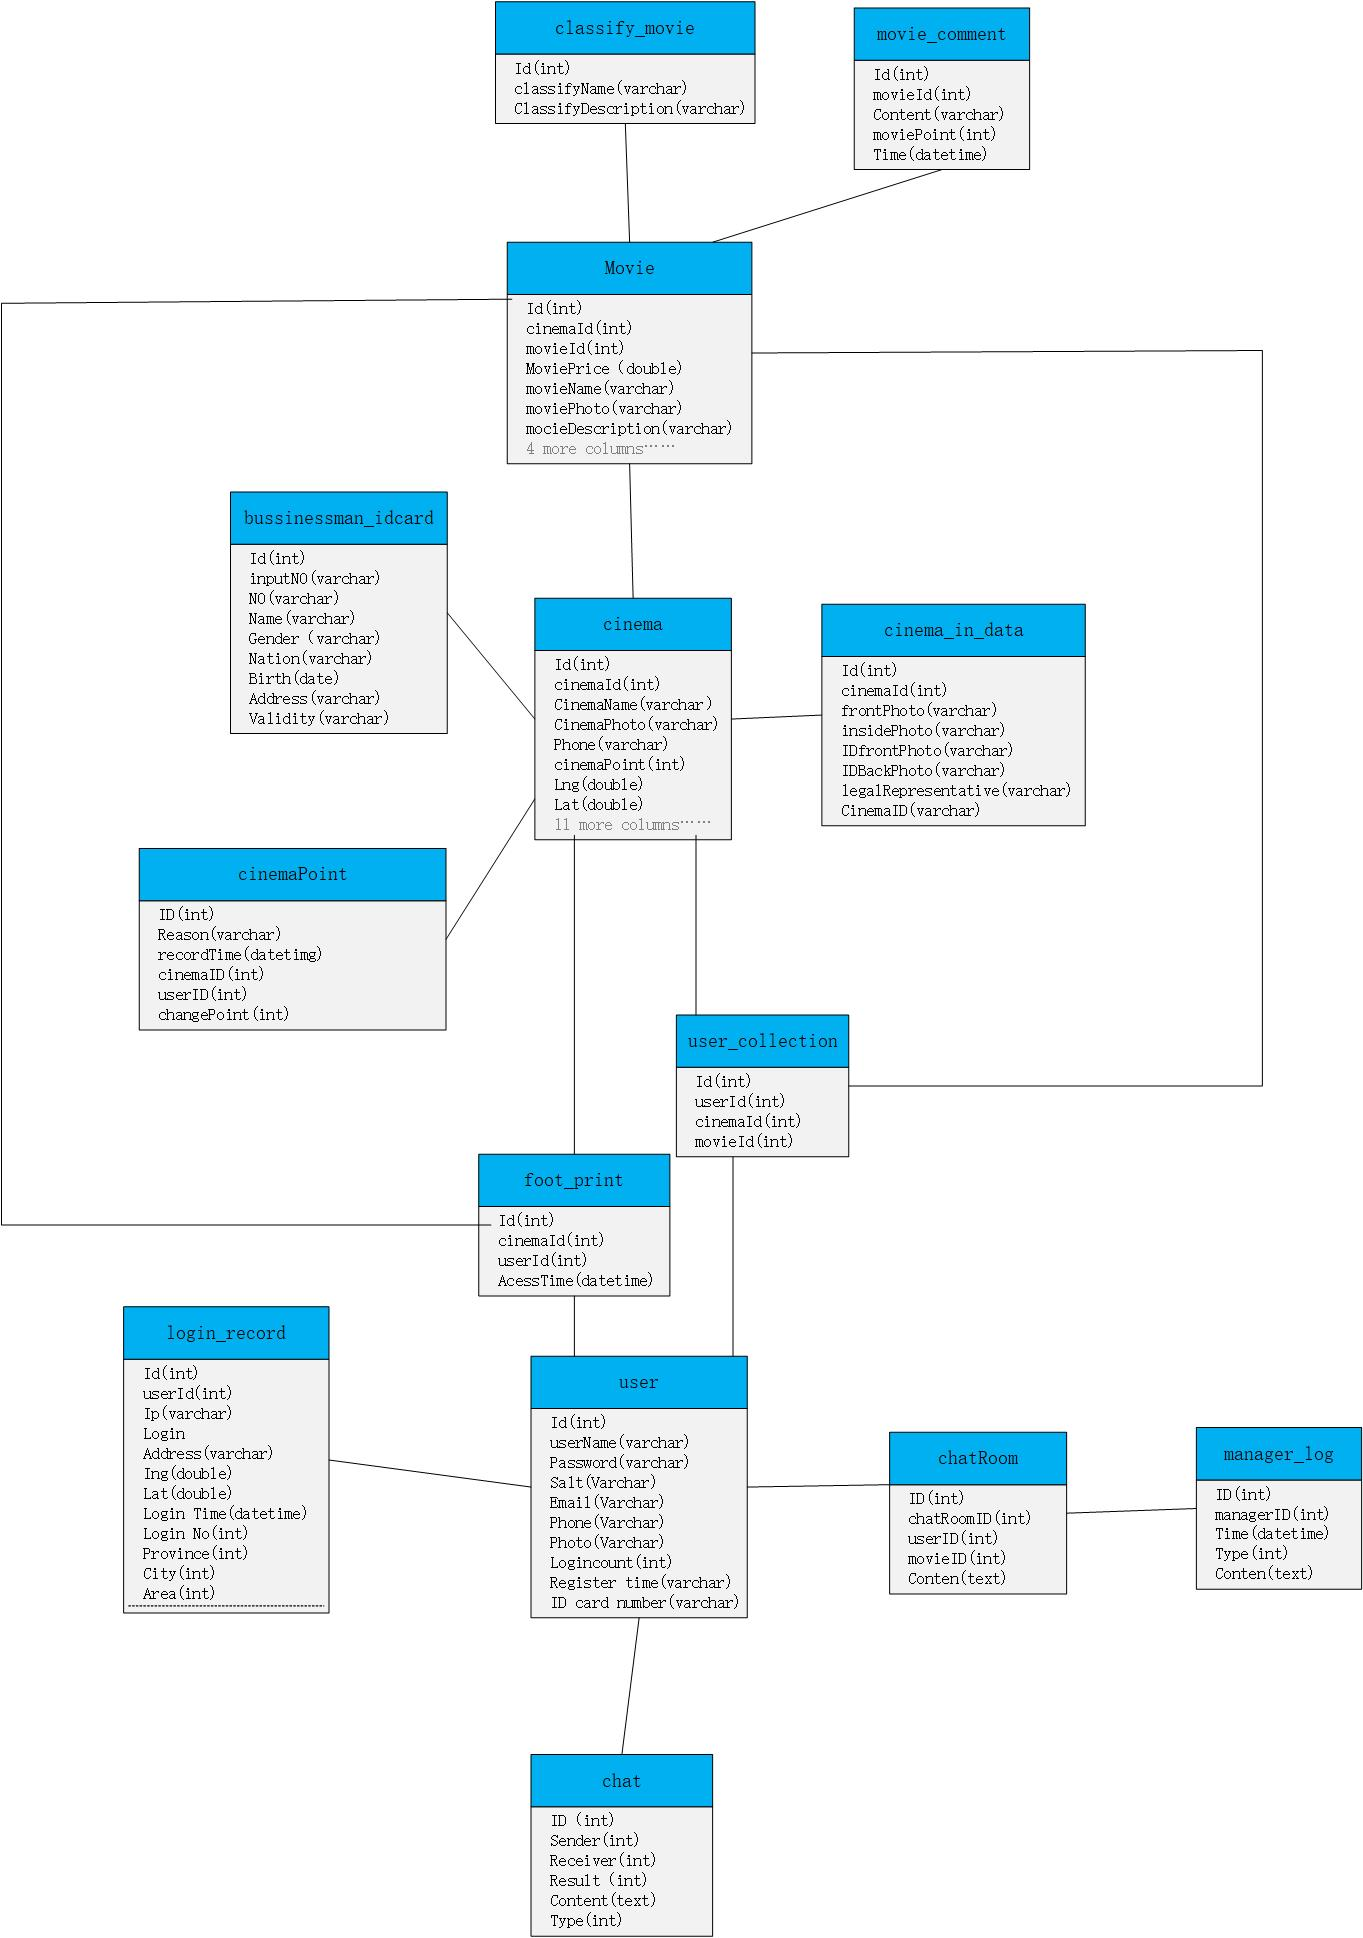 classify_movie
Id(int)
classifyName(varchar)
ClassifyDescription(varchar)
movie_comment
Id(int)
movieId(int)
Content(varchar)
moviePoint(int)
Time(datetime)
Movie
Id(int)
cinemaId(int)
movieId(int)
MoviePrice (double)
movieName(varchar)
moviePhoto(varchar)
mocieDescription(varchar)
4 more columns……
bussinessman_idcard
Id(int)
inputNO(varchar)
NO(varchar)
Name(varchar)
Gender (varchar)
Nation(varchar)
Birth(date)
Address(varchar)
Validity(varchar)
cinema
Id(int)
cinemaId(int)
CinemaName(varchar)
CinemaPhoto(varchar)
Phone(varchar)
cinemaPoint(int)
Lng(double)
Lat(double)
11 more columns……
cinema_in_data
Id(int)
cinemaId(int)
frontPhoto(varchar)
insidePhoto(varchar)
IDfrontPhoto(varchar)
IDBackPhoto(varchar)
legalRepresentative(varchar)
CinemaID(varchar)
cinemaPoint
ID(int)
Reason(varchar)
recordTime(datetimg)
cinemaID(int)
userID(int)
changePoint(int)
user_collection
Id(int)
userId(int)
cinemaId(int)
movieId(int)
foot_print
Id(int)
cinemaId(int)
userId(int)
AcessTime(datetime)
login_record
Id(int)
userId(int)
Ip(varchar)
Login
Address(varchar)
Ing(double)
Lat(double)
Login Time(datetime)
Login No(int)
Province(int)
City(int)
Area(int)
user
Id(int)
userName(varchar)
Password(varchar)
Salt(Varchar)
Email(Varchar)
Phone(Varchar)
Photo(Varchar)
Logincount(int)
Register time(varchar)
ID card number(varchar)
chatRoom
ID(int)
chatRoomID(int)
userID(int)
movieID(int)
Conten(text)
manager_log
ID(int)
managerID(int)
Time(datetime)
Type(int)
Conten(text)
chat
ID (int)
Sender(int)
Receiver(int)
Result (int)
Content(text)
Type(int)